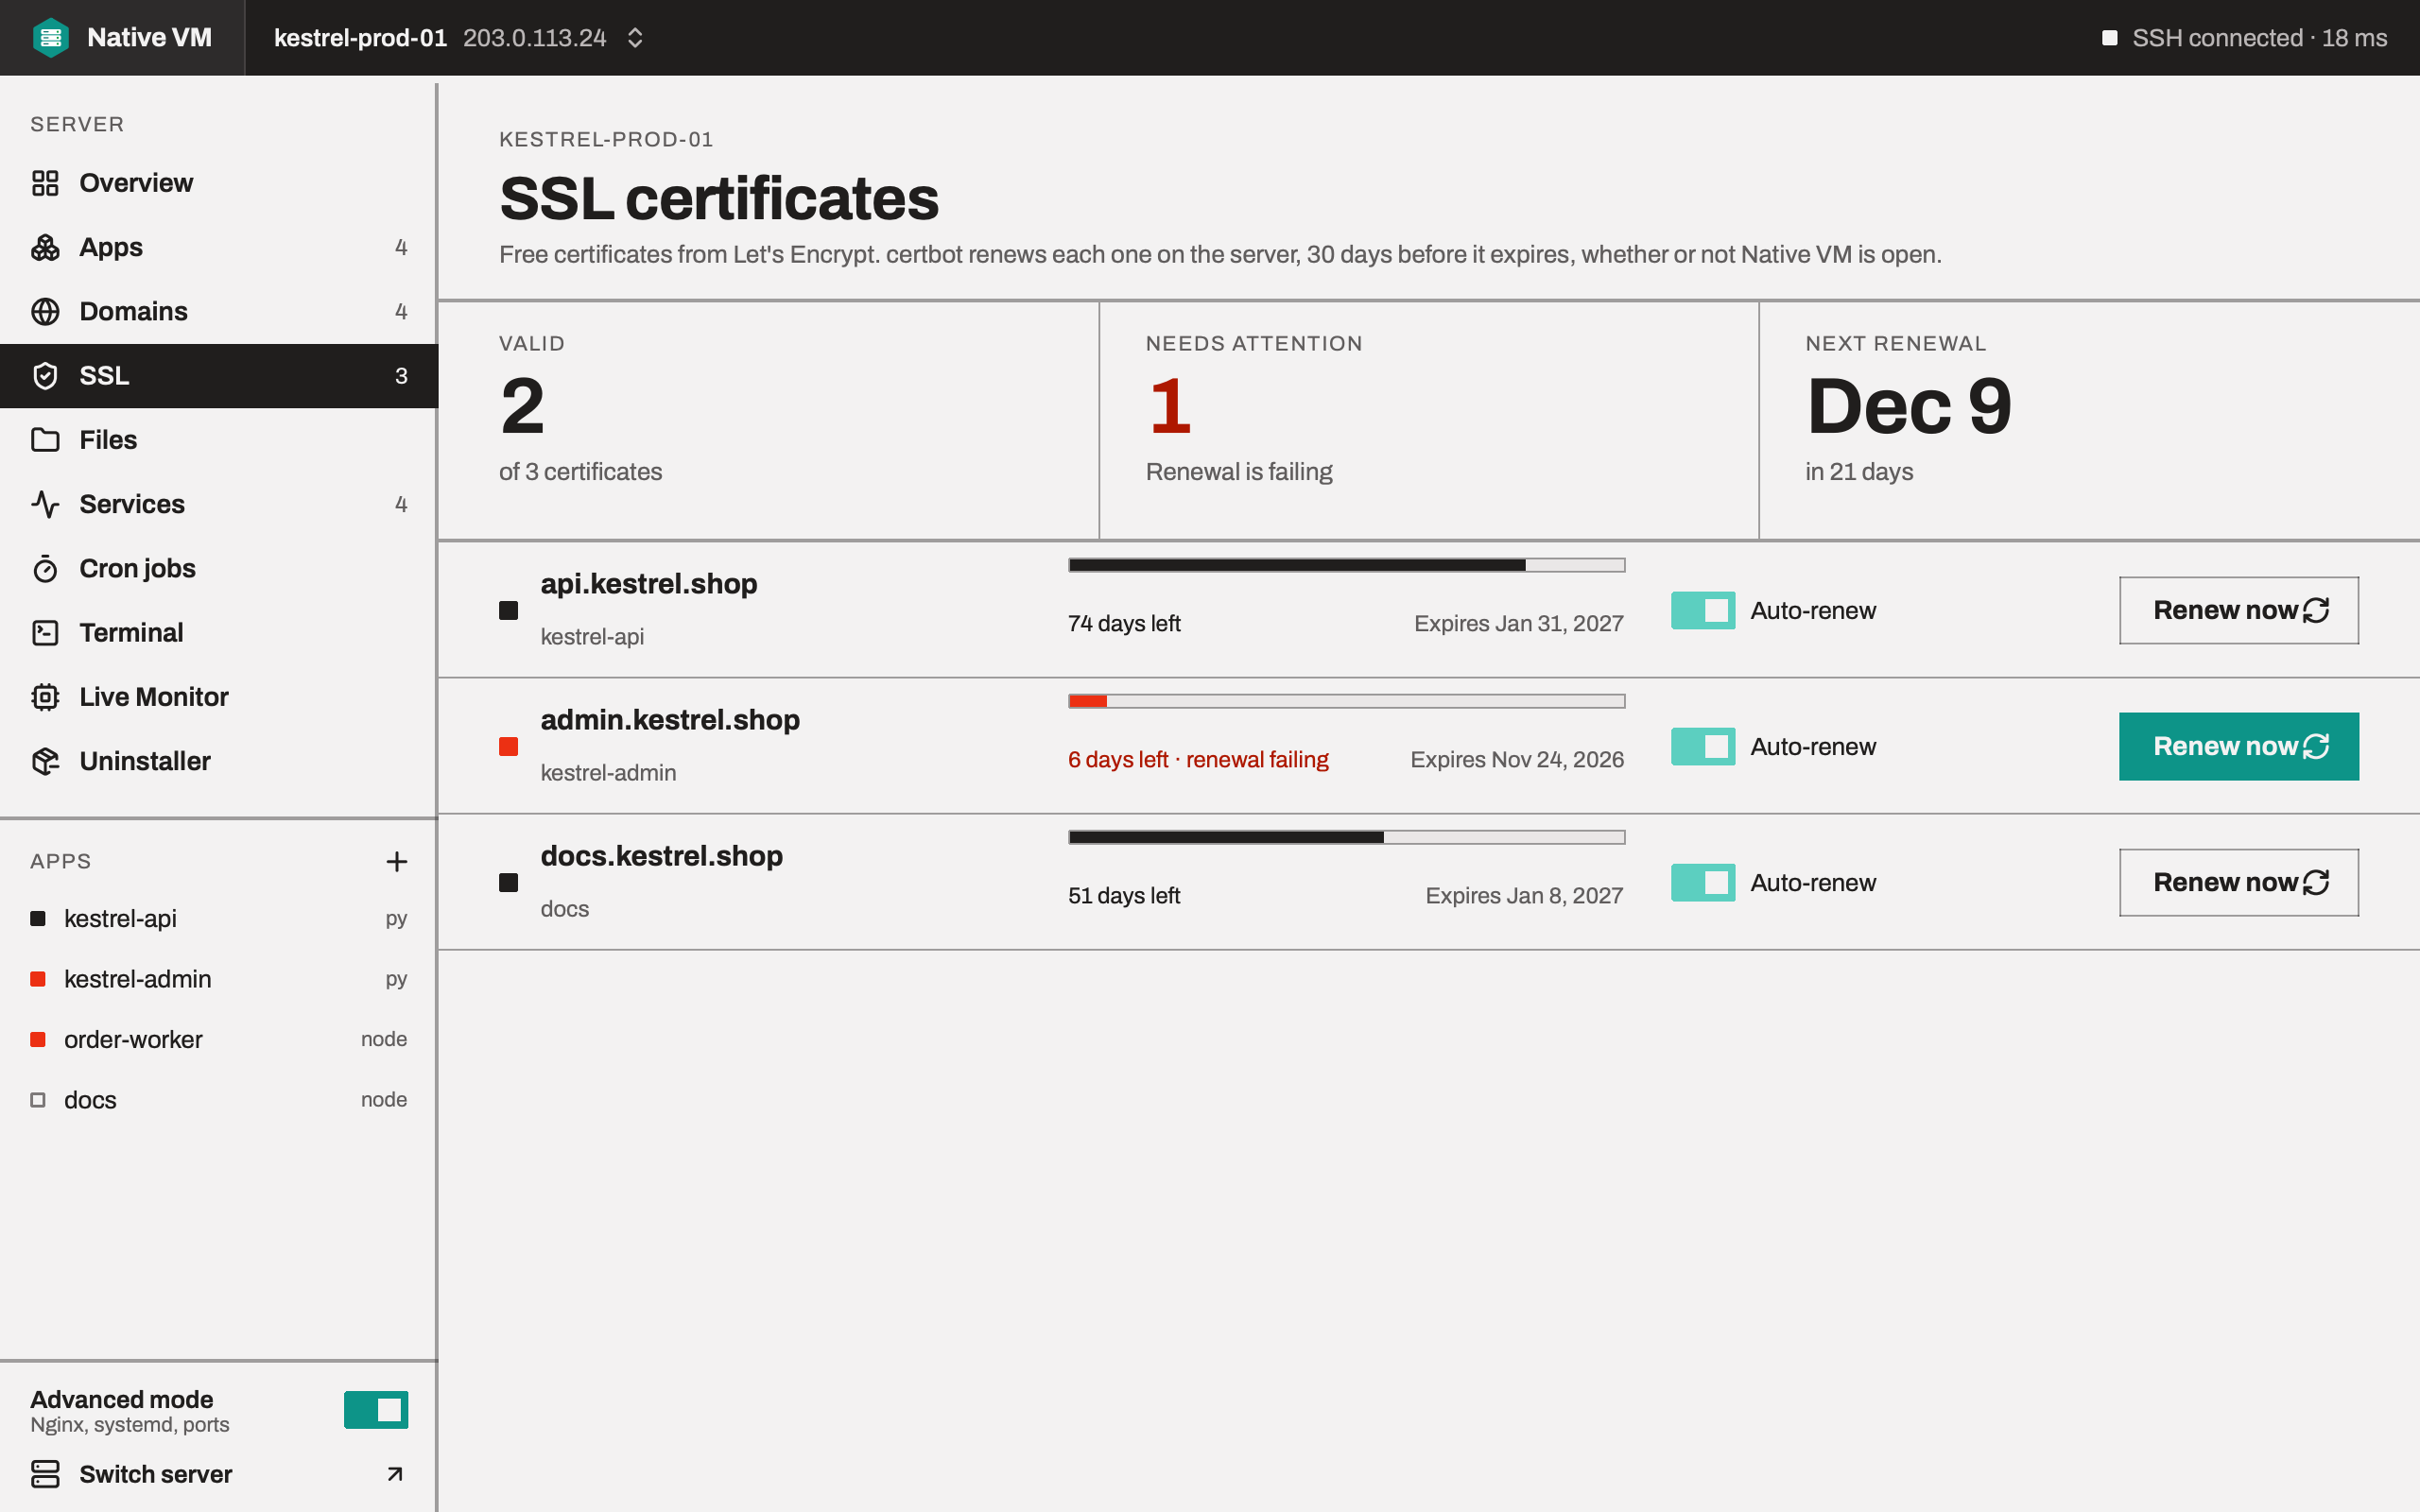 Native VM
kestrel-prod-01 203.0.113.24
SSH connected · 18 ms
SERVER
Overview
Apps 4
Domains 4
SSL 3
Files
Services 4
Cron jobs
Terminal
Live Monitor
Uninstaller
APPS
kestrel-api py
kestrel-admin py
order-worker node
docs node
Advanced mode
Nginx, systemd, ports
Switch server
KESTREL-PROD-01
SSL certificates
Free certificates from Let's Encrypt. certbot renews each one on the server, 30 days before it expires, whether or not Native VM is open.
VALID
2
of 3 certificates
NEEDS ATTENTION
1
Renewal is failing
NEXT RENEWAL
Dec 9
in 21 days
api.kestrel.shop
kestrel-api
74 days left
Expires Jan 31, 2027
Auto-renew
Renew now
admin.kestrel.shop
kestrel-admin
6 days left · renewal failing
Expires Nov 24, 2026
Auto-renew
Renew now
docs.kestrel.shop
docs
51 days left
Expires Jan 8, 2027
Auto-renew
Renew now